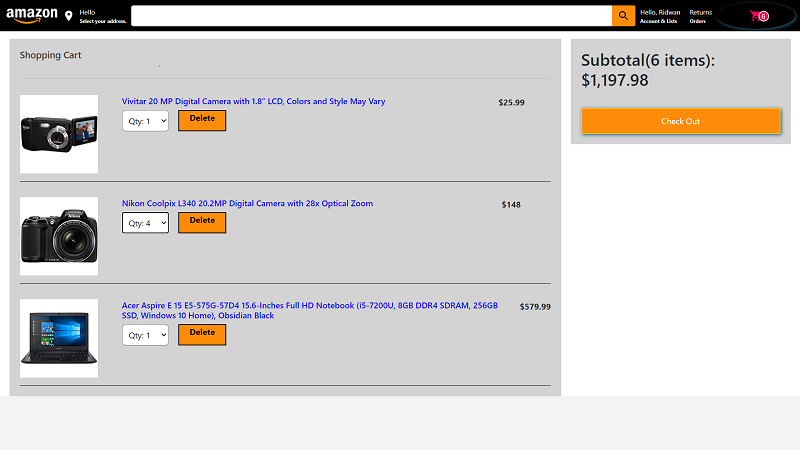 amazon
Hello
Select your address.
Hello, Ridwan
Account & Lists
Returns
Orders
6
Shopping Cart
Vivitar 20 MP Digital Camera with 1.8" LCD, Colors and Style May Vary
$25.99
Qty: 1
Delete
Nikon Coolpix L340 20.2MP Digital Camera with 28x Optical Zoom
$148
Qty: 4
Delete
Acer Aspire E 15 E5-575G-57D4 15.6-Inches Full HD Notebook (i5-7200U, 8GB DDR4 SDRAM, 256GB
SSD, Windows 10 Home), Obsidian Black
$579.99
Qty: 1
Delete
Subtotal(6 items):
$1,197.98
Check Out